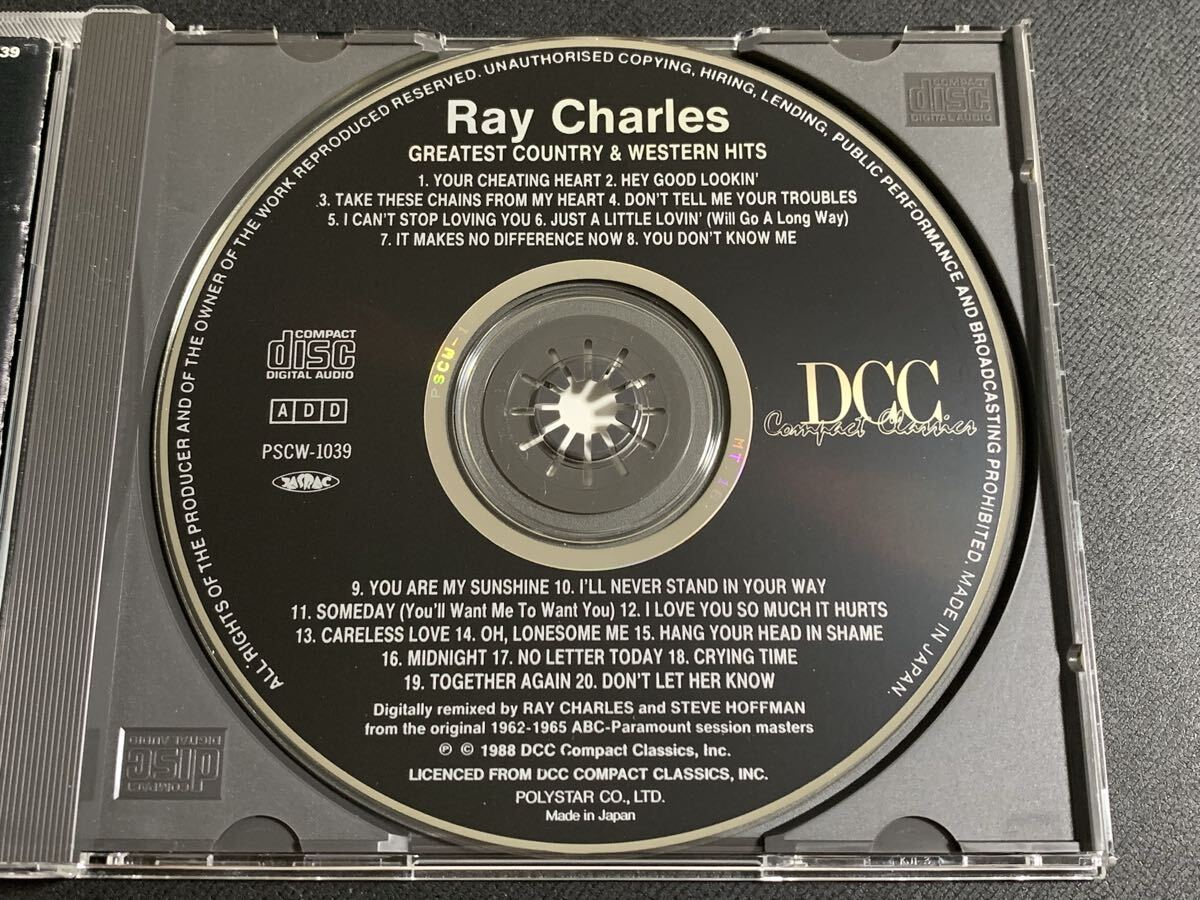 39
ALL RIGHTS OF THE PRODUCER AND OF THE OWNER OF THE WORK REPRODUCED RESERVED. UNAUTHORISED COPYING, HIRING, LENDING, PUBLIC PERFORMANCE AND BROADCASTING PROHIBITED. MADE IN JAPAN.
COMPACT
disc
DIGITAL AUDIO
Ray Charles
GREATEST COUNTRY & WESTERN HITS
1. YOUR CHEATING HEART 2. HEY GOOD LOOKIN'
3. TAKE THESE CHAINS FROM MY HEART 4. DON'T TELL ME YOUR TROUBLES
5. I CAN'T STOP LOVING YOU 6. JUST A LITTLE LOVIN' (Will Go A Long Way)
7. IT MAKES NO DIFFERENCE NOW 8. YOU DON'T KNOW ME
COMPACT
disc
DIGITAL AUDIO
ADD
PSCW-1039
JASRAC
PSCW-1
MT
DCC
Compact Classics
9. YOU ARE MY SUNSHINE 10. I'LL NEVER STAND IN YOUR WAY
11. SOMEDAY (You'll Want Me To Want You) 12. I LOVE YOU SO MUCH IT HURTS
13. CARELESS LOVE 14. OH, LONESOME ME 15. HANG YOUR HEAD IN SHAME
16. MIDNIGHT 17. NO LETTER TODAY 18. CRYING TIME
19. TOGETHER AGAIN 20. DON'T LET HER KNOW
Digitally remixed by RAY CHARLES and STEVE HOFFMAN
from the original 1962-1965 ABC-Paramount session masters
℗ © 1988 DCC Compact Classics, Inc.
LICENCED FROM DCC COMPACT CLASSICS, INC.
POLYSTAR CO., LTD.
Made in Japan
COMPACT
disc
DIGITAL AUDIO